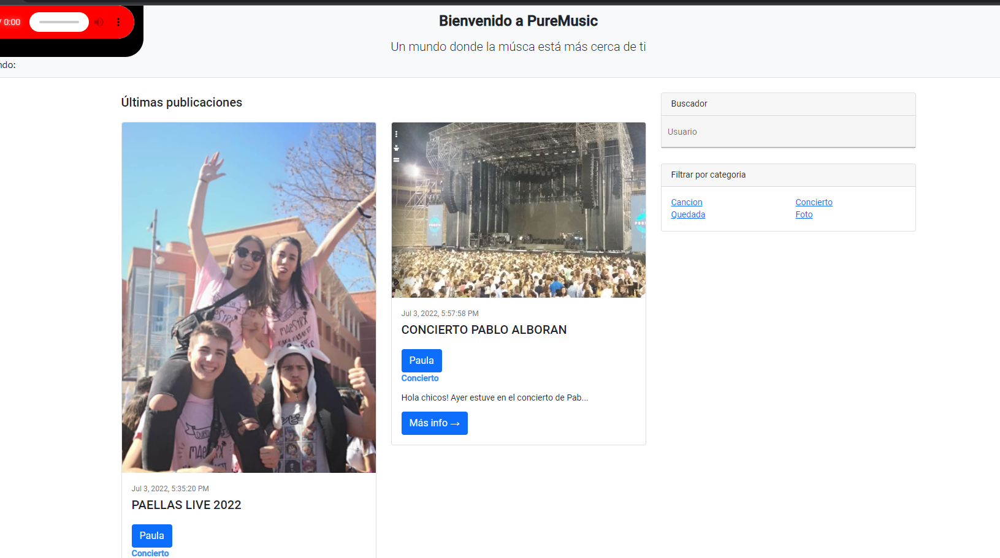 / 0:00
ndo:
Bienvenido a PureMusic
Un mundo donde la músca está más cerca de ti
Últimas publicaciones
MAESTRX
MAESTRX
Jul 3, 2022, 5:35:20 PM
PAELLAS LIVE 2022
Paula
Concierto
Jul 3, 2022, 5:57:58 PM
CONCIERTO PABLO ALBORAN
Paula
Concierto
Hola chicos! Ayer estuve en el concierto de Pab...
Más info →
Buscador
Usuario
Filtrar por categoria
Cancion
Concierto
Quedada
Foto